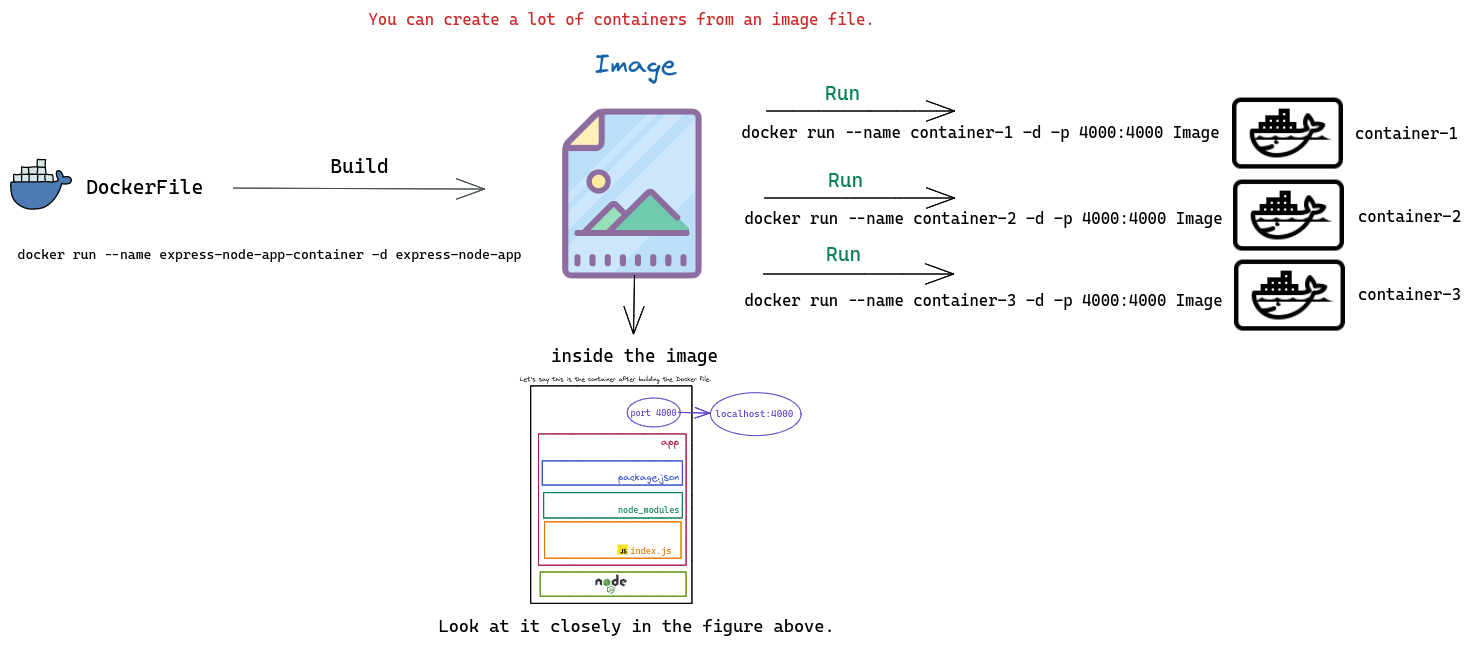 You can create a lot of containers from an image file.
Image
Run
docker run --name container-1 -d -p 4000:4000 Image
container-1
Build
DockerFile
Run
docker run --name container-2 -d -p 4000:4000 Image
container-2
docker run --name express-node-app-container -d express-node-app
Run
docker run --name container-3 -d -p 4000:4000 Image
container-3
inside the image
Let's say this is the container after building the Docker file.
port 4000
localhost:4000
app
package.json
node_modules
JS index.js
node
Look at it closely in the figure above.